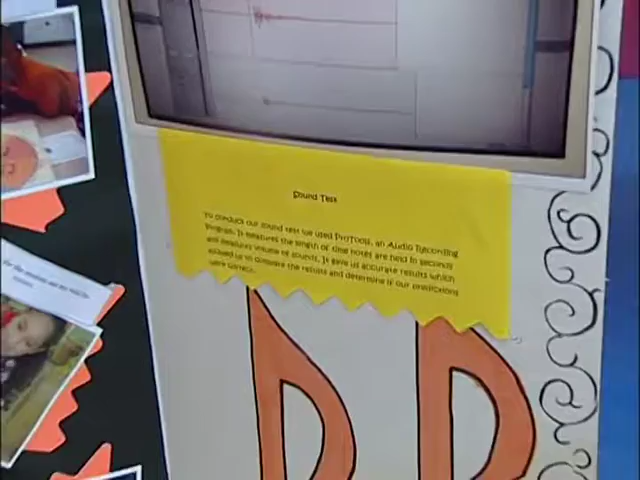 Sound Test
To conduct our sound test we used ProTools, an Audio Recording
Program. It measures the length of time notes are held in seconds
and measures volume of sounds. It gave us accurate results which
allowed us to compare the results and determine if our predictions
were correct.